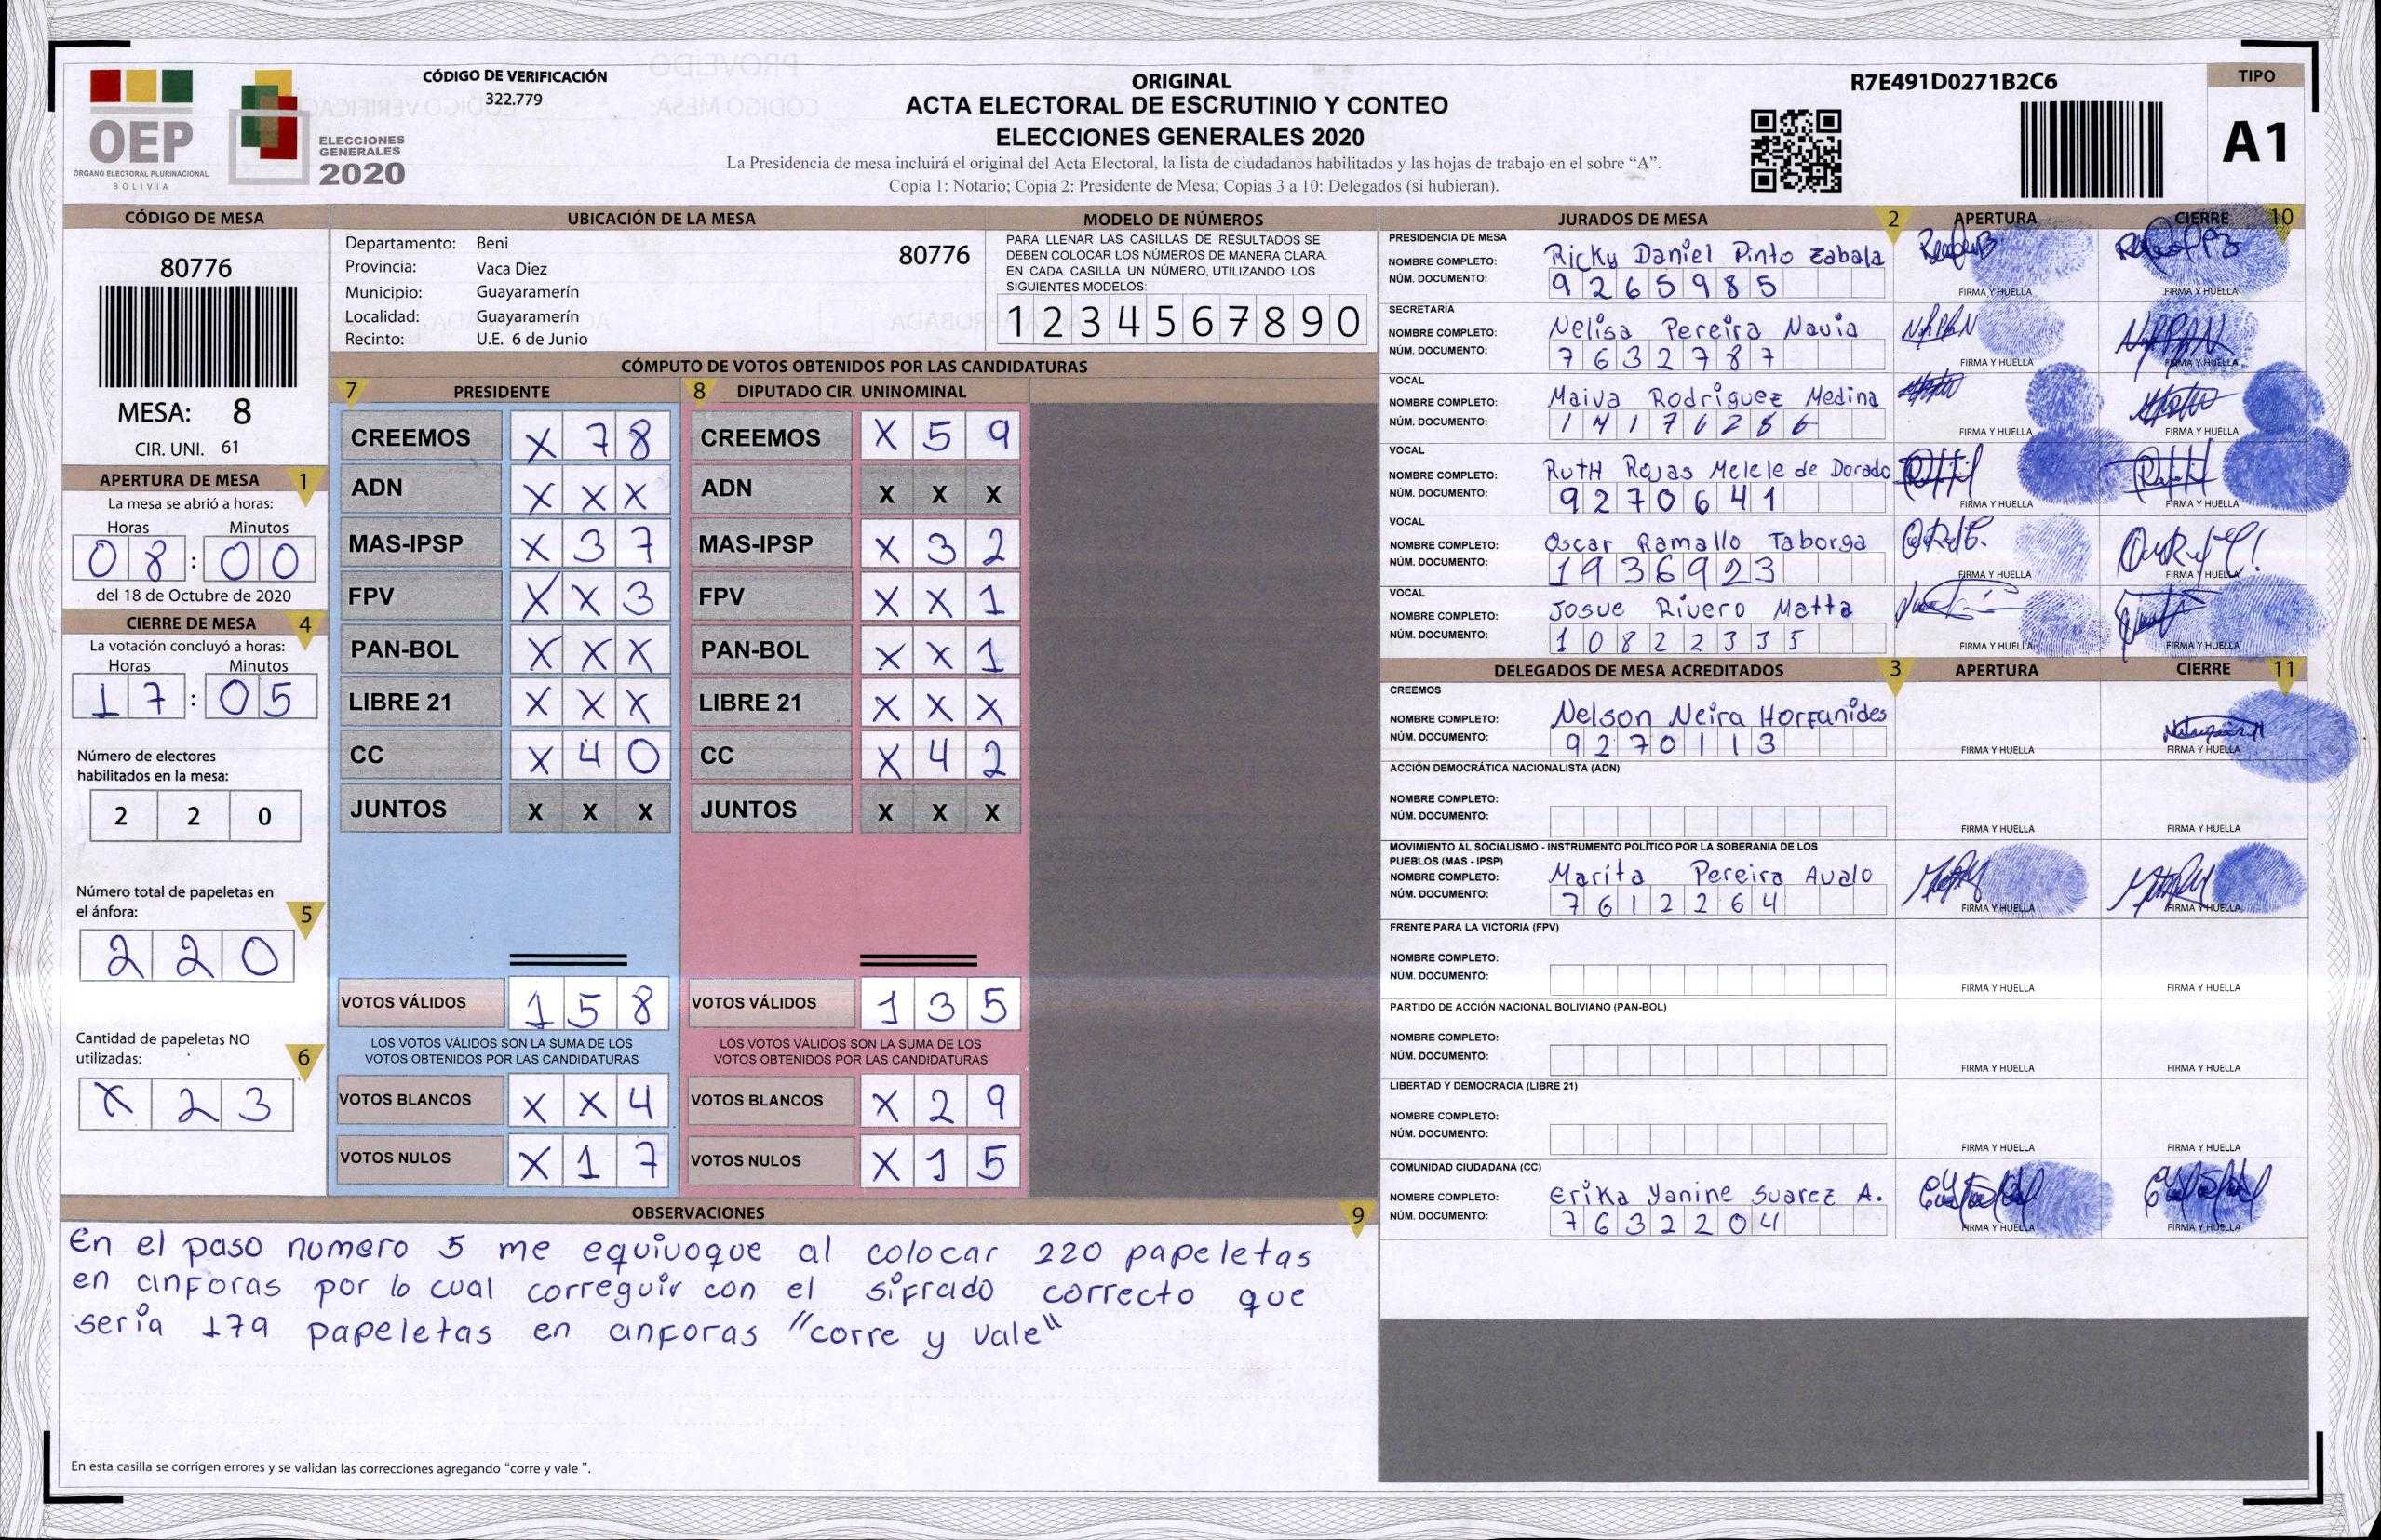 CÓDIGO DE VERIFICACIÓN
322.779
OEP
ÓRGANO ELECTORAL PLURINACIONAL
BOLIVIA
ELECCIONES
GENERALES
2020
ORIGINAL
ACTA ELECTORAL DE ESCRUTINIO Y CONTEO
ELECCIONES GENERALES 2020
La Presidencia de mesa incluirá el original del Acta Electoral, la lista de ciudadanos habilitados y las hojas de trabajo en el sobre “A”.
Copia 1: Notario; Copia 2: Presidente de Mesa; Copias 3 a 10: Delegados (si hubieran).
R7E491D0271B2C6
TIPO
A1
CÓDIGO DE MESA
80776
MESA: 8
CIR. UNI. 61
APERTURA DE MESA 1
La mesa se abrió a horas:
Horas Minutos
08:00
del 18 de Octubre de 2020
CIERRE DE MESA 4
La votación concluyó a horas:
Horas Minutos
17:05
Número de electores
habilitados en la mesa:
2 2 0
Número total de papeletas en
el ánfora: 5
2 2 0
Cantidad de papeletas NO
utilizadas: 6
X 2 3
UBICACIÓN DE LA MESA
Departamento: Beni
Provincia: Vaca Diez
Municipio: Guayaramerín
Localidad: Guayaramerín
Recinto: U.E. 6 de Junio
80776
MODELO DE NÚMEROS
PARA LLENAR LAS CASILLAS DE RESULTADOS SE
DEBEN COLOCAR LOS NÚMEROS DE MANERA CLARA.
EN CADA CASILLA UN NÚMERO, UTILIZANDO LOS
SIGUIENTES MODELOS:
1 2 3 4 5 6 7 8 9 0
CÓMPUTO DE VOTOS OBTENIDOS POR LAS CANDIDATURAS
7 PRESIDENTE
CREEMOS X 7 8
ADN X X X
MAS-IPSP X 3 7
FPV X X 3
PAN-BOL X X X
LIBRE 21 X X X
CC X 4 0
JUNTOS X X X
VOTOS VÁLIDOS 1 5 8
LOS VOTOS VÁLIDOS SON LA SUMA DE LOS
VOTOS OBTENIDOS POR LAS CANDIDATURAS
VOTOS BLANCOS X X 4
VOTOS NULOS X 1 7
8 DIPUTADO CIR. UNINOMINAL
CREEMOS X 5 9
ADN X X X
MAS-IPSP X 3 2
FPV X X 1
PAN-BOL X X 1
LIBRE 21 X X X
CC X 4 2
JUNTOS X X X
VOTOS VÁLIDOS 1 3 5
LOS VOTOS VÁLIDOS SON LA SUMA DE LOS
VOTOS OBTENIDOS POR LAS CANDIDATURAS
VOTOS BLANCOS X 2 9
VOTOS NULOS X 1 5
OBSERVACIONES 9
En el paso numero 5 me equivoque al colocar 220 papeletas
en anforas por lo cual correguir con el sifrado correcto que
seria 179 papeletas en anforas "corre y vale"
En esta casilla se corrigen errores y se validan las correcciones agregando “corre y vale ”.
JURADOS DE MESA 2 APERTURA CIERRE 10
PRESIDENCIA DE MESA
NOMBRE COMPLETO: Ricky Daniel Pinto Zabala
NÚM. DOCUMENTO: 9265985
FIRMA Y HUELLA FIRMA Y HUELLA
SECRETARÍA
NOMBRE COMPLETO: Nelisa Pereira Navia
NÚM. DOCUMENTO: 7632787
FIRMA Y HUELLA FIRMA Y HUELLA
VOCAL
NOMBRE COMPLETO: Maiva Rodriguez Medina
NÚM. DOCUMENTO:
FIRMA Y HUELLA FIRMA Y HUELLA
VOCAL
NOMBRE COMPLETO: RUTH Rojas Melele de Dorado
NÚM. DOCUMENTO: 9270641
FIRMA Y HUELLA FIRMA Y HUELLA
VOCAL
NOMBRE COMPLETO: Oscar Ramallo Taborga
NÚM. DOCUMENTO: 1936923
FIRMA Y HUELLA FIRMA Y HUELLA
VOCAL
NOMBRE COMPLETO: Josue Rivero Matta
NÚM. DOCUMENTO: 10822335
FIRMA Y HUELLA FIRMA Y HUELLA
DELEGADOS DE MESA ACREDITADOS 3 APERTURA CIERRE 11
CREEMOS
NOMBRE COMPLETO: Nelson Neira Horfanides
NÚM. DOCUMENTO: 9270113
FIRMA Y HUELLA FIRMA Y HUELLA
ACCIÓN DEMOCRÁTICA NACIONALISTA (ADN)
NOMBRE COMPLETO:
NÚM. DOCUMENTO:
FIRMA Y HUELLA FIRMA Y HUELLA
MOVIMIENTO AL SOCIALISMO - INSTRUMENTO POLÍTICO POR LA SOBERANIA DE LOS
PUEBLOS (MAS - IPSP)
NOMBRE COMPLETO: Marita Pereira Avalo
NÚM. DOCUMENTO: 7612264
FIRMA Y HUELLA FIRMA Y HUELLA
FRENTE PARA LA VICTORIA (FPV)
NOMBRE COMPLETO:
NÚM. DOCUMENTO:
FIRMA Y HUELLA FIRMA Y HUELLA
PARTIDO DE ACCIÓN NACIONAL BOLIVIANO (PAN-BOL)
NOMBRE COMPLETO:
NÚM. DOCUMENTO:
FIRMA Y HUELLA FIRMA Y HUELLA
LIBERTAD Y DEMOCRACIA (LIBRE 21)
NOMBRE COMPLETO:
NÚM. DOCUMENTO:
FIRMA Y HUELLA FIRMA Y HUELLA
COMUNIDAD CIUDADANA (CC)
NOMBRE COMPLETO: Erika Yanine Suarez A.
NÚM. DOCUMENTO: 7632204
FIRMA Y HUELLA FIRMA Y HUELLA